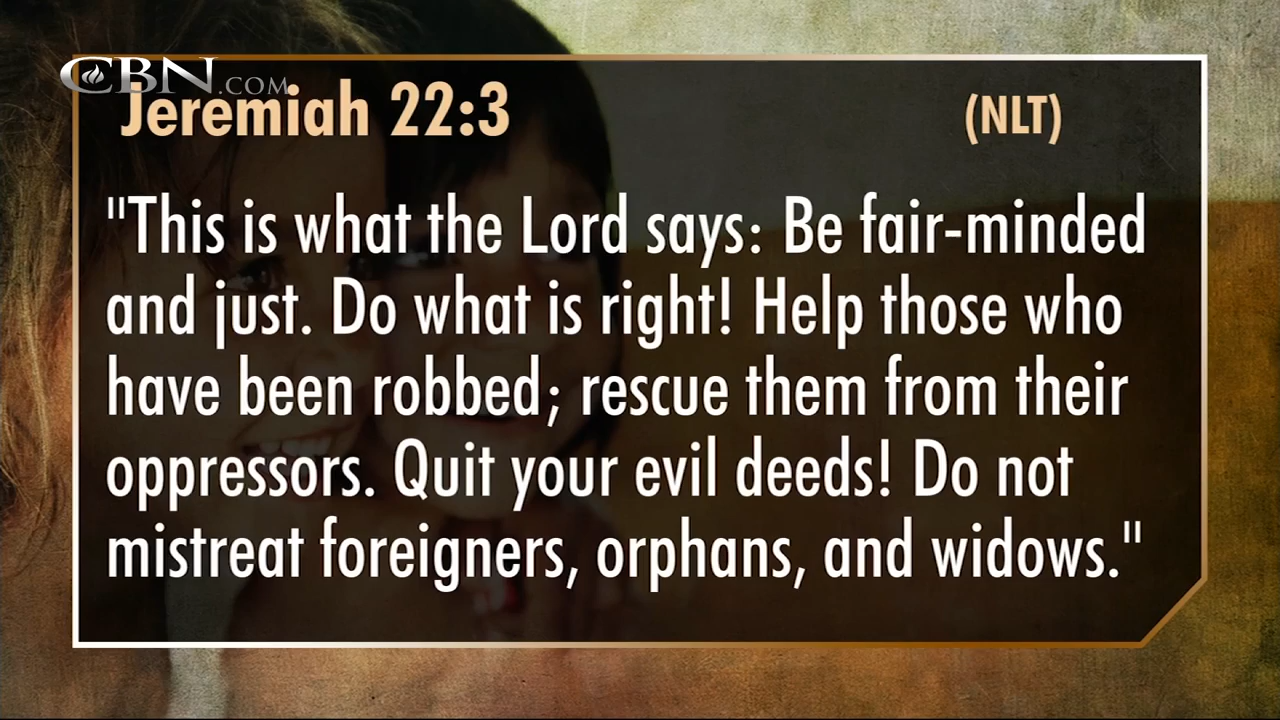 CBN.COM
Jeremiah 22:3 (NLT)
"This is what the Lord says: Be fair-minded
and just. Do what is right! Help those who
have been robbed; rescue them from their
oppressors. Quit your evil deeds! Do not
mistreat foreigners, orphans, and widows."